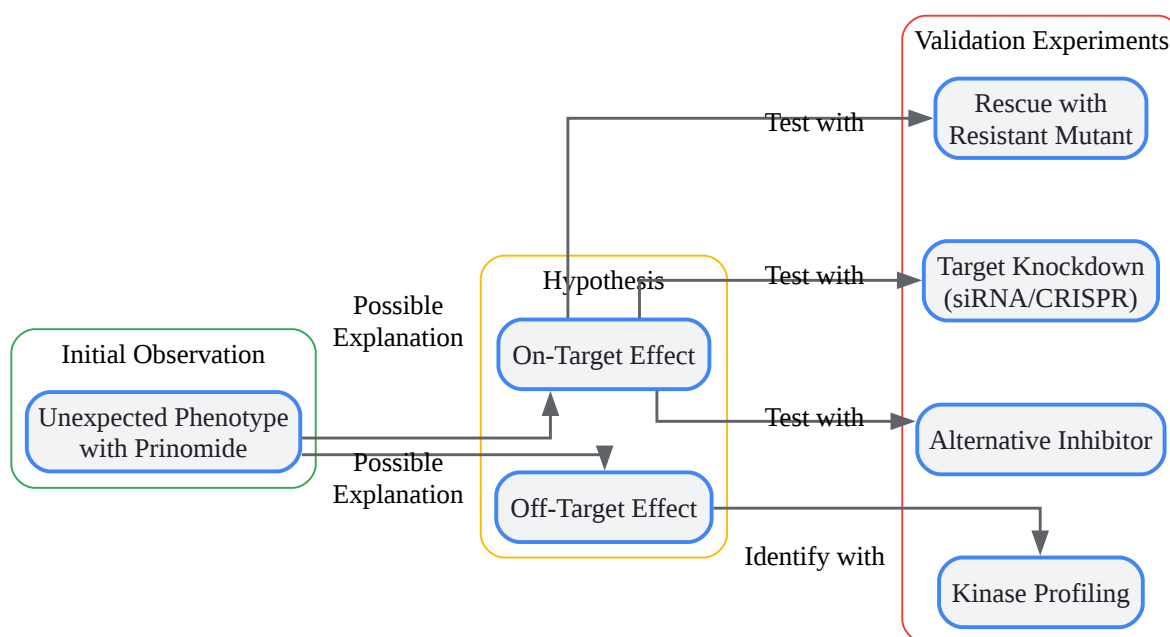 Validation Experiments
Rescue with
Resistant Mutant
Test with
Target Knockdown
(siRNA/CRISPR)
Test with
Hypothesis
Possible
Explanation
On-Target Effect
Initial Observation
Unexpected Phenotype
with Prinomide
Test with
Alternative Inhibitor
Possible
Explanation
Off-Target Effect
Identify with
Kinase Profiling